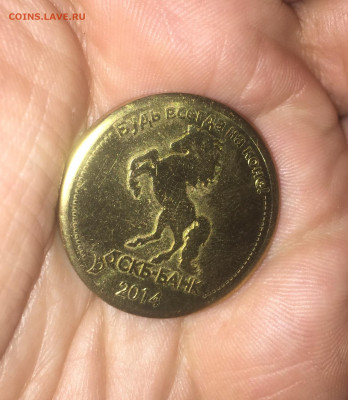 COINS.LAVE.RU
Будь всегда на коне!
СКБ-БАНК
2014